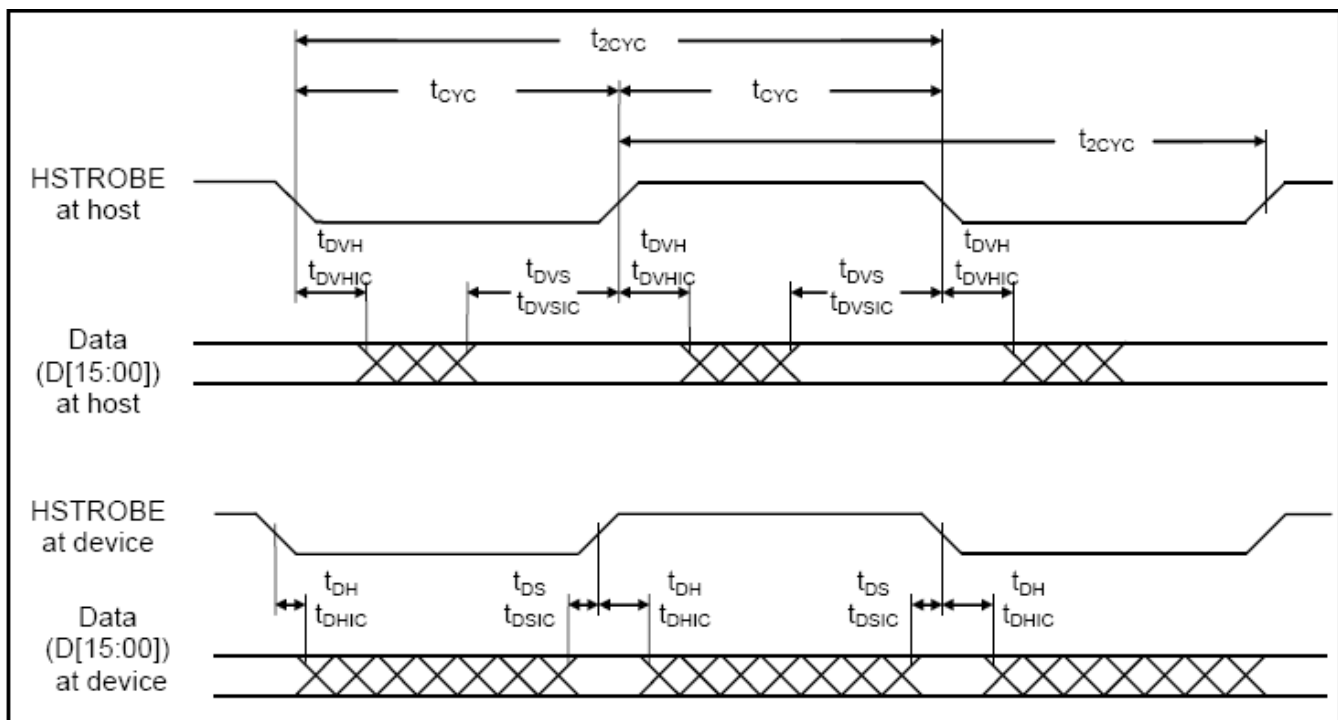 t2CYC
tCYC tCYC
t2CYC
HSTROBE
at host
tDVH tDVH tDVH
tDVHIC tDVS tDVHIC tDVS tDVHIC
tDVSIC tDVSIC
Data
(D[15:00])
at host
HSTROBE
at device
tDH tDS tDH tDS tDH
tDHIC tDSIC tDHIC tDSIC tDHIC
Data
(D[15:00])
at device